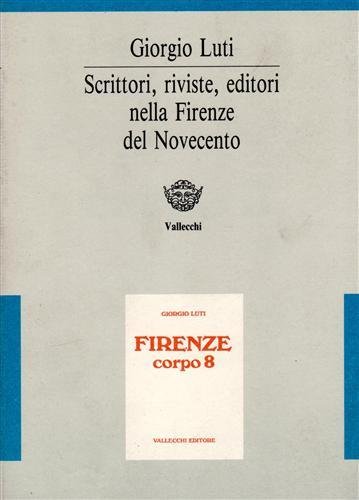 Giorgio Luti
Scrittori, riviste, editori
nella Firenze
del Novecento
Vallecchi
GIORGIO LUTI
FIRENZE
corpo 8
VALLECCHI EDITORE